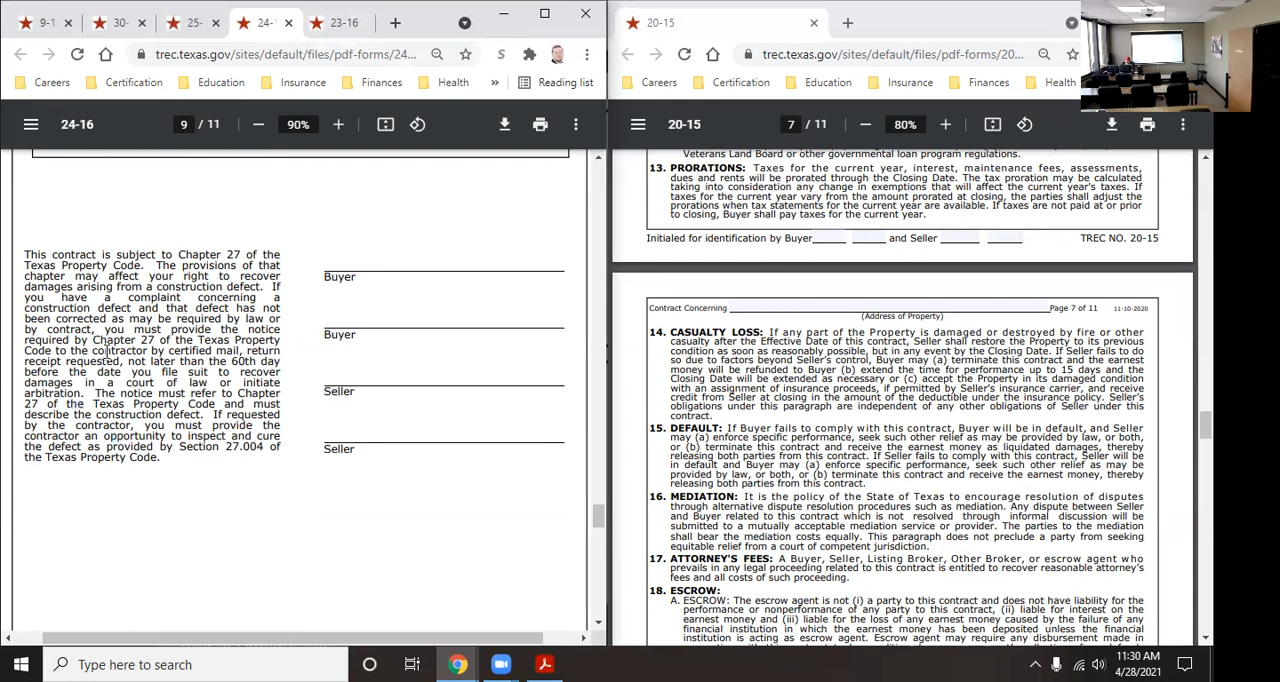 9-1
30-
25-
24-
23-16
trec.texas.gov/sites/default/files/pdf-forms/24...
Careers
Certification
Education
Insurance
Finances
Health
»
Reading list
24-16
9 / 11
90%
This contract is subject to Chapter 27 of the
Texas Property Code. The provisions of that
chapter may affect your right to recover
damages arising from a construction defect. If
you have a complaint concerning a
construction defect and that defect has not
been corrected as may be required by law or
by contract, you must provide the notice
required by Chapter 27 of the Texas Property
Code to the contractor by certified mail, return
receipt requested, not later than the 60th day
before the date you file suit to recover
damages in a court of law or initiate
arbitration. The notice must refer to Chapter
27 of the Texas Property Code and must
describe the construction defect. If requested
by the contractor, you must provide the
contractor an opportunity to inspect and cure
the defect as provided by Section 27.004 of
the Texas Property Code.
Buyer
Buyer
Seller
Seller
20-15
trec.texas.gov/sites/default/files/pdf-forms/20...
Careers
Certification
Education
Insurance
Finances
Health
20-15
7 / 11
80%
Veterans Land Board or other governmental loan program regulations.
13. PRORATIONS: Taxes for the current year, interest, maintenance fees, assessments,
dues and rents will be prorated through the Closing Date. The tax proration may be calculated
taking into consideration any change in exemptions that will affect the current year's taxes. If
taxes for the current year vary from the amount prorated at closing, the parties shall adjust the
prorations when tax statements for the current year are available. If taxes are not paid at or prior
to closing, Buyer shall pay taxes for the current year.
Initialed for identification by Buyer_____ _____ and Seller _____ _____ TREC NO. 20-15
Contract Concerning Page 7 of 11 11-10-2020
(Address of Property)
14. CASUALTY LOSS: If any part of the Property is damaged or destroyed by fire or other
casualty after the Effective Date of this contract, Seller shall restore the Property to its previous
condition as soon as reasonably possible, but in any event by the Closing Date. If Seller fails to do
so due to factors beyond Seller's control, Buyer may (a) terminate this contract and the earnest
money will be refunded to Buyer (b) extend the time for performance up to 15 days and the
Closing Date will be extended as necessary or (c) accept the Property in its damaged condition
with an assignment of insurance proceeds, if permitted by Seller's insurance carrier, and receive
credit from Seller at closing in the amount of the deductible under the insurance policy. Seller's
obligations under this paragraph are independent of any other obligations of Seller under this
contract.
15. DEFAULT: If Buyer fails to comply with this contract, Buyer will be in default, and Seller
may (a) enforce specific performance, seek such other relief as may be provided by law, or both,
or (b) terminate this contract and receive the earnest money as liquidated damages, thereby
releasing both parties from this contract. If Seller fails to comply with this contract, Seller will be
in default and Buyer may (a) enforce specific performance, seek such other relief as may be
provided by law, or both, or (b) terminate this contract and receive the earnest money, thereby
releasing both parties from this contract.
16. MEDIATION: It is the policy of the State of Texas to encourage resolution of disputes
through alternative dispute resolution procedures such as mediation. Any dispute between Seller
and Buyer related to this contract which is not resolved through informal discussion will be
submitted to a mutually acceptable mediation service or provider. The parties to the mediation
shall bear the mediation costs equally. This paragraph does not preclude a party from seeking
equitable relief from a court of competent jurisdiction.
17. ATTORNEY'S FEES: A Buyer, Seller, Listing Broker, Other Broker, or escrow agent who
prevails in any legal proceeding related to this contract is entitled to recover reasonable attorney's
fees and all costs of such proceeding.
18. ESCROW:
A. ESCROW: The escrow agent is not (i) a party to this contract and does not have liability for the
performance or nonperformance of any party to this contract, (ii) liable for interest on the
earnest money and (iii) liable for the loss of any earnest money caused by the failure of any
financial institution in which the earnest money has been deposited unless the financial
institution is acting as escrow agent. Escrow agent may require any disbursement made in
Type here to search
11:30 AM
4/28/2021